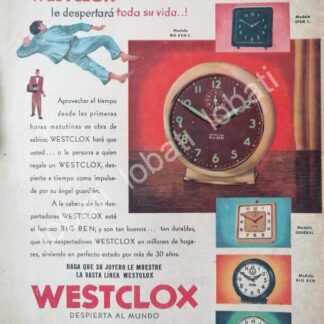 WESTCLOX
le despertará toda su vida..!
Modelo
BIG BEN L.
Modelo
SPUR L.
Aprovechar el tiempo
desde las primeras
horas matutinas es obra de
sabios; WESTCLOX hará que
usted... o la persona a quien
regale un WESTCLOX, des-
pierte a tiempo como impulsa-
da por su ángel guardián.
A la cabeza de los des-
pertadores WESTCLOX está
el famoso BIG BEN; y son tan buenos... tan durables,
que hay despertadores WESTCLOX en millones de hoga-
res, sirviendo en perfecto estado por más de 30 años.
Modelo
GENERAL
Modelo
BIG BEN
HAGA QUE SU JOYERO LE MUESTRE
LA VASTA LINEA WESTCLOX
WESTCLOX
DESPIERTA AL MUNDO